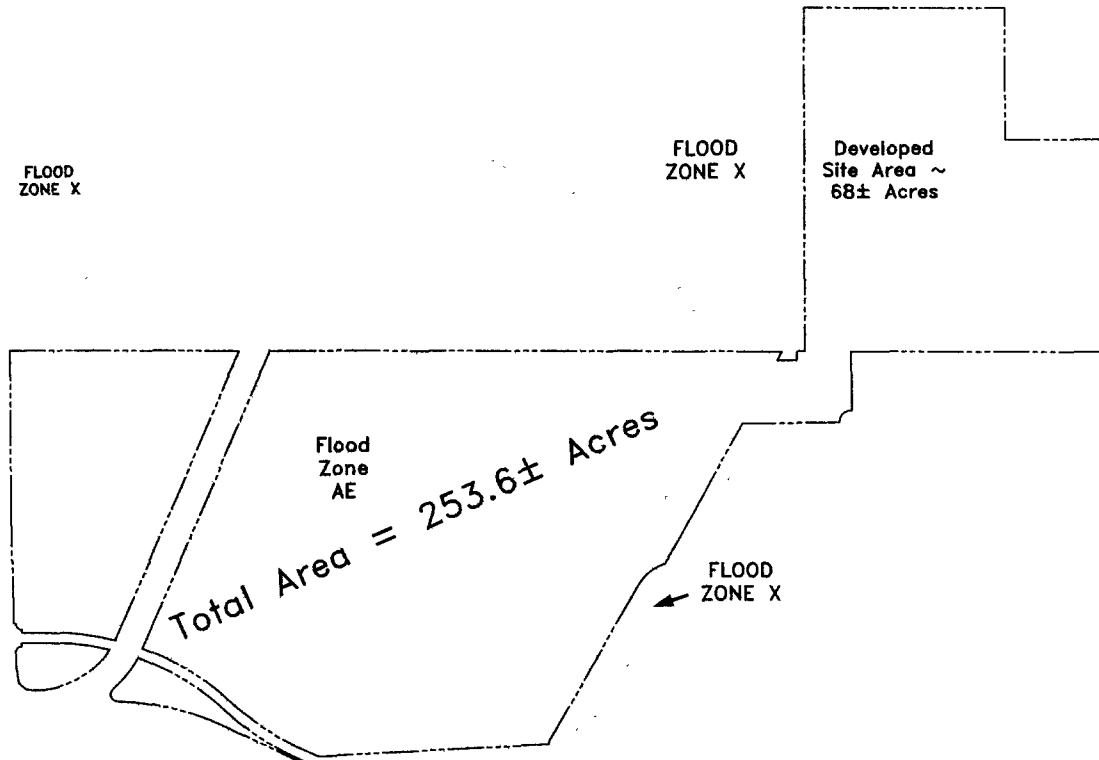 FLOOD
ZONE X
FLOOD
ZONE X
Developed
Site Area ~
68± Acres
Flood
Zone
AE
Total Area = 253.6± Acres
FLOOD
ZONE X